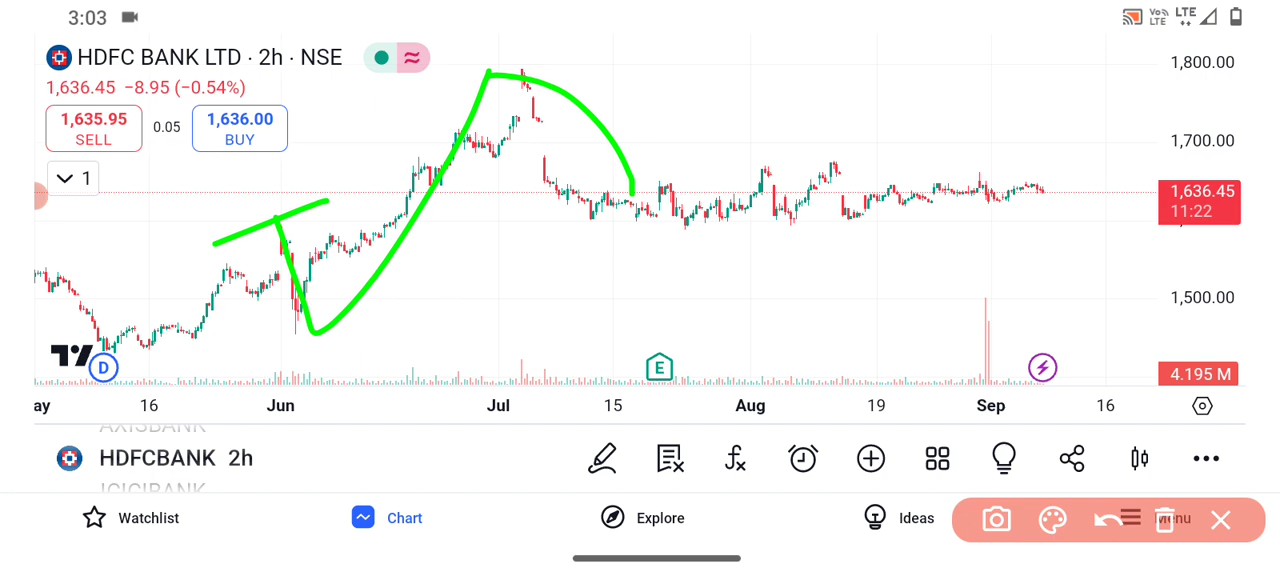 3:03
Vo LTE
LTE
HDFC BANK LTD · 2h · NSE
1,636.45 −8.95 (−0.54%)
1,635.95
SELL
0.05
1,636.00
BUY
1
1,800.00
1,700.00
1,636.45
11:22
1,500.00
4.195 M
D
E
ay
16
Jun
Jul
15
Aug
19
Sep
16
AXISBANK
HDFCBANK 2h
ICICIBANK
Watchlist
Chart
Explore
Ideas
Menu